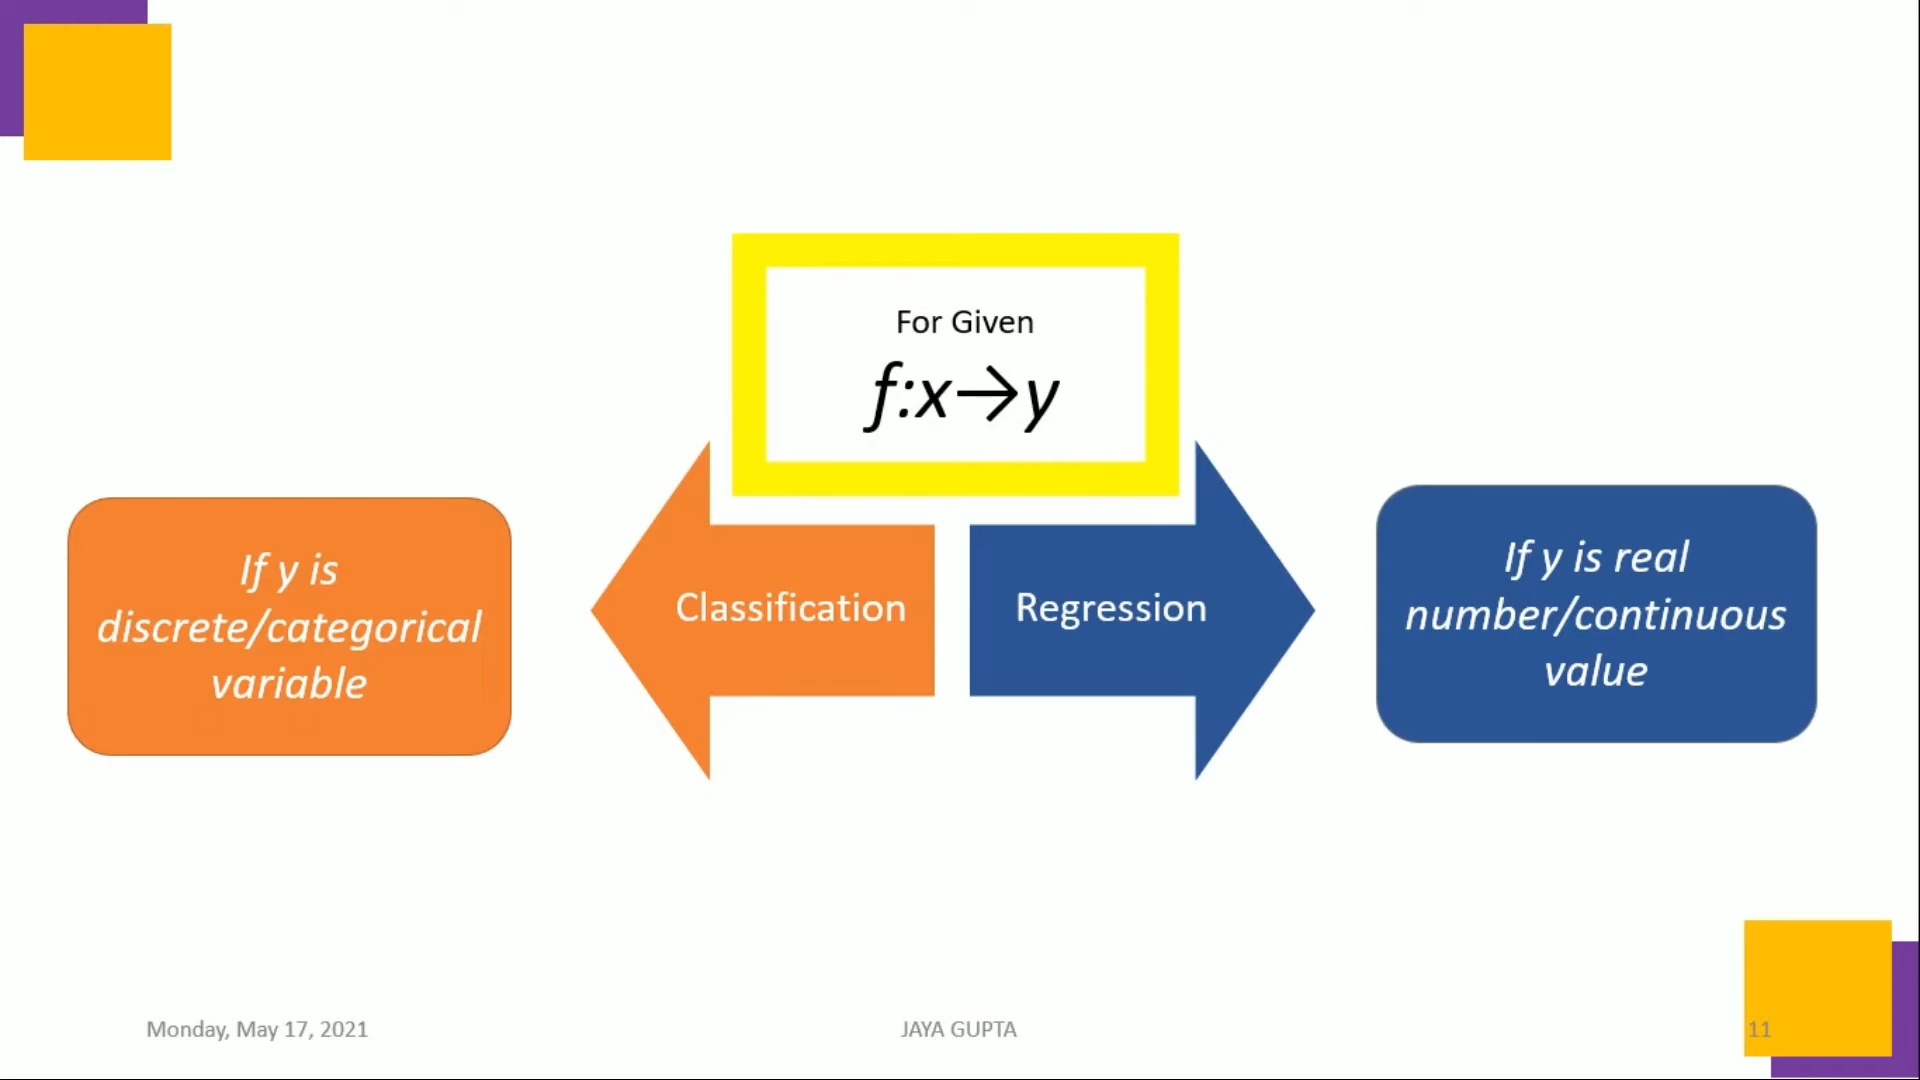 For Given
f:x→y
If y is
discrete/categorical
variable
Classification
Regression
If y is real
number/continuous
value
Monday, May 17, 2021
JAYA GUPTA
11